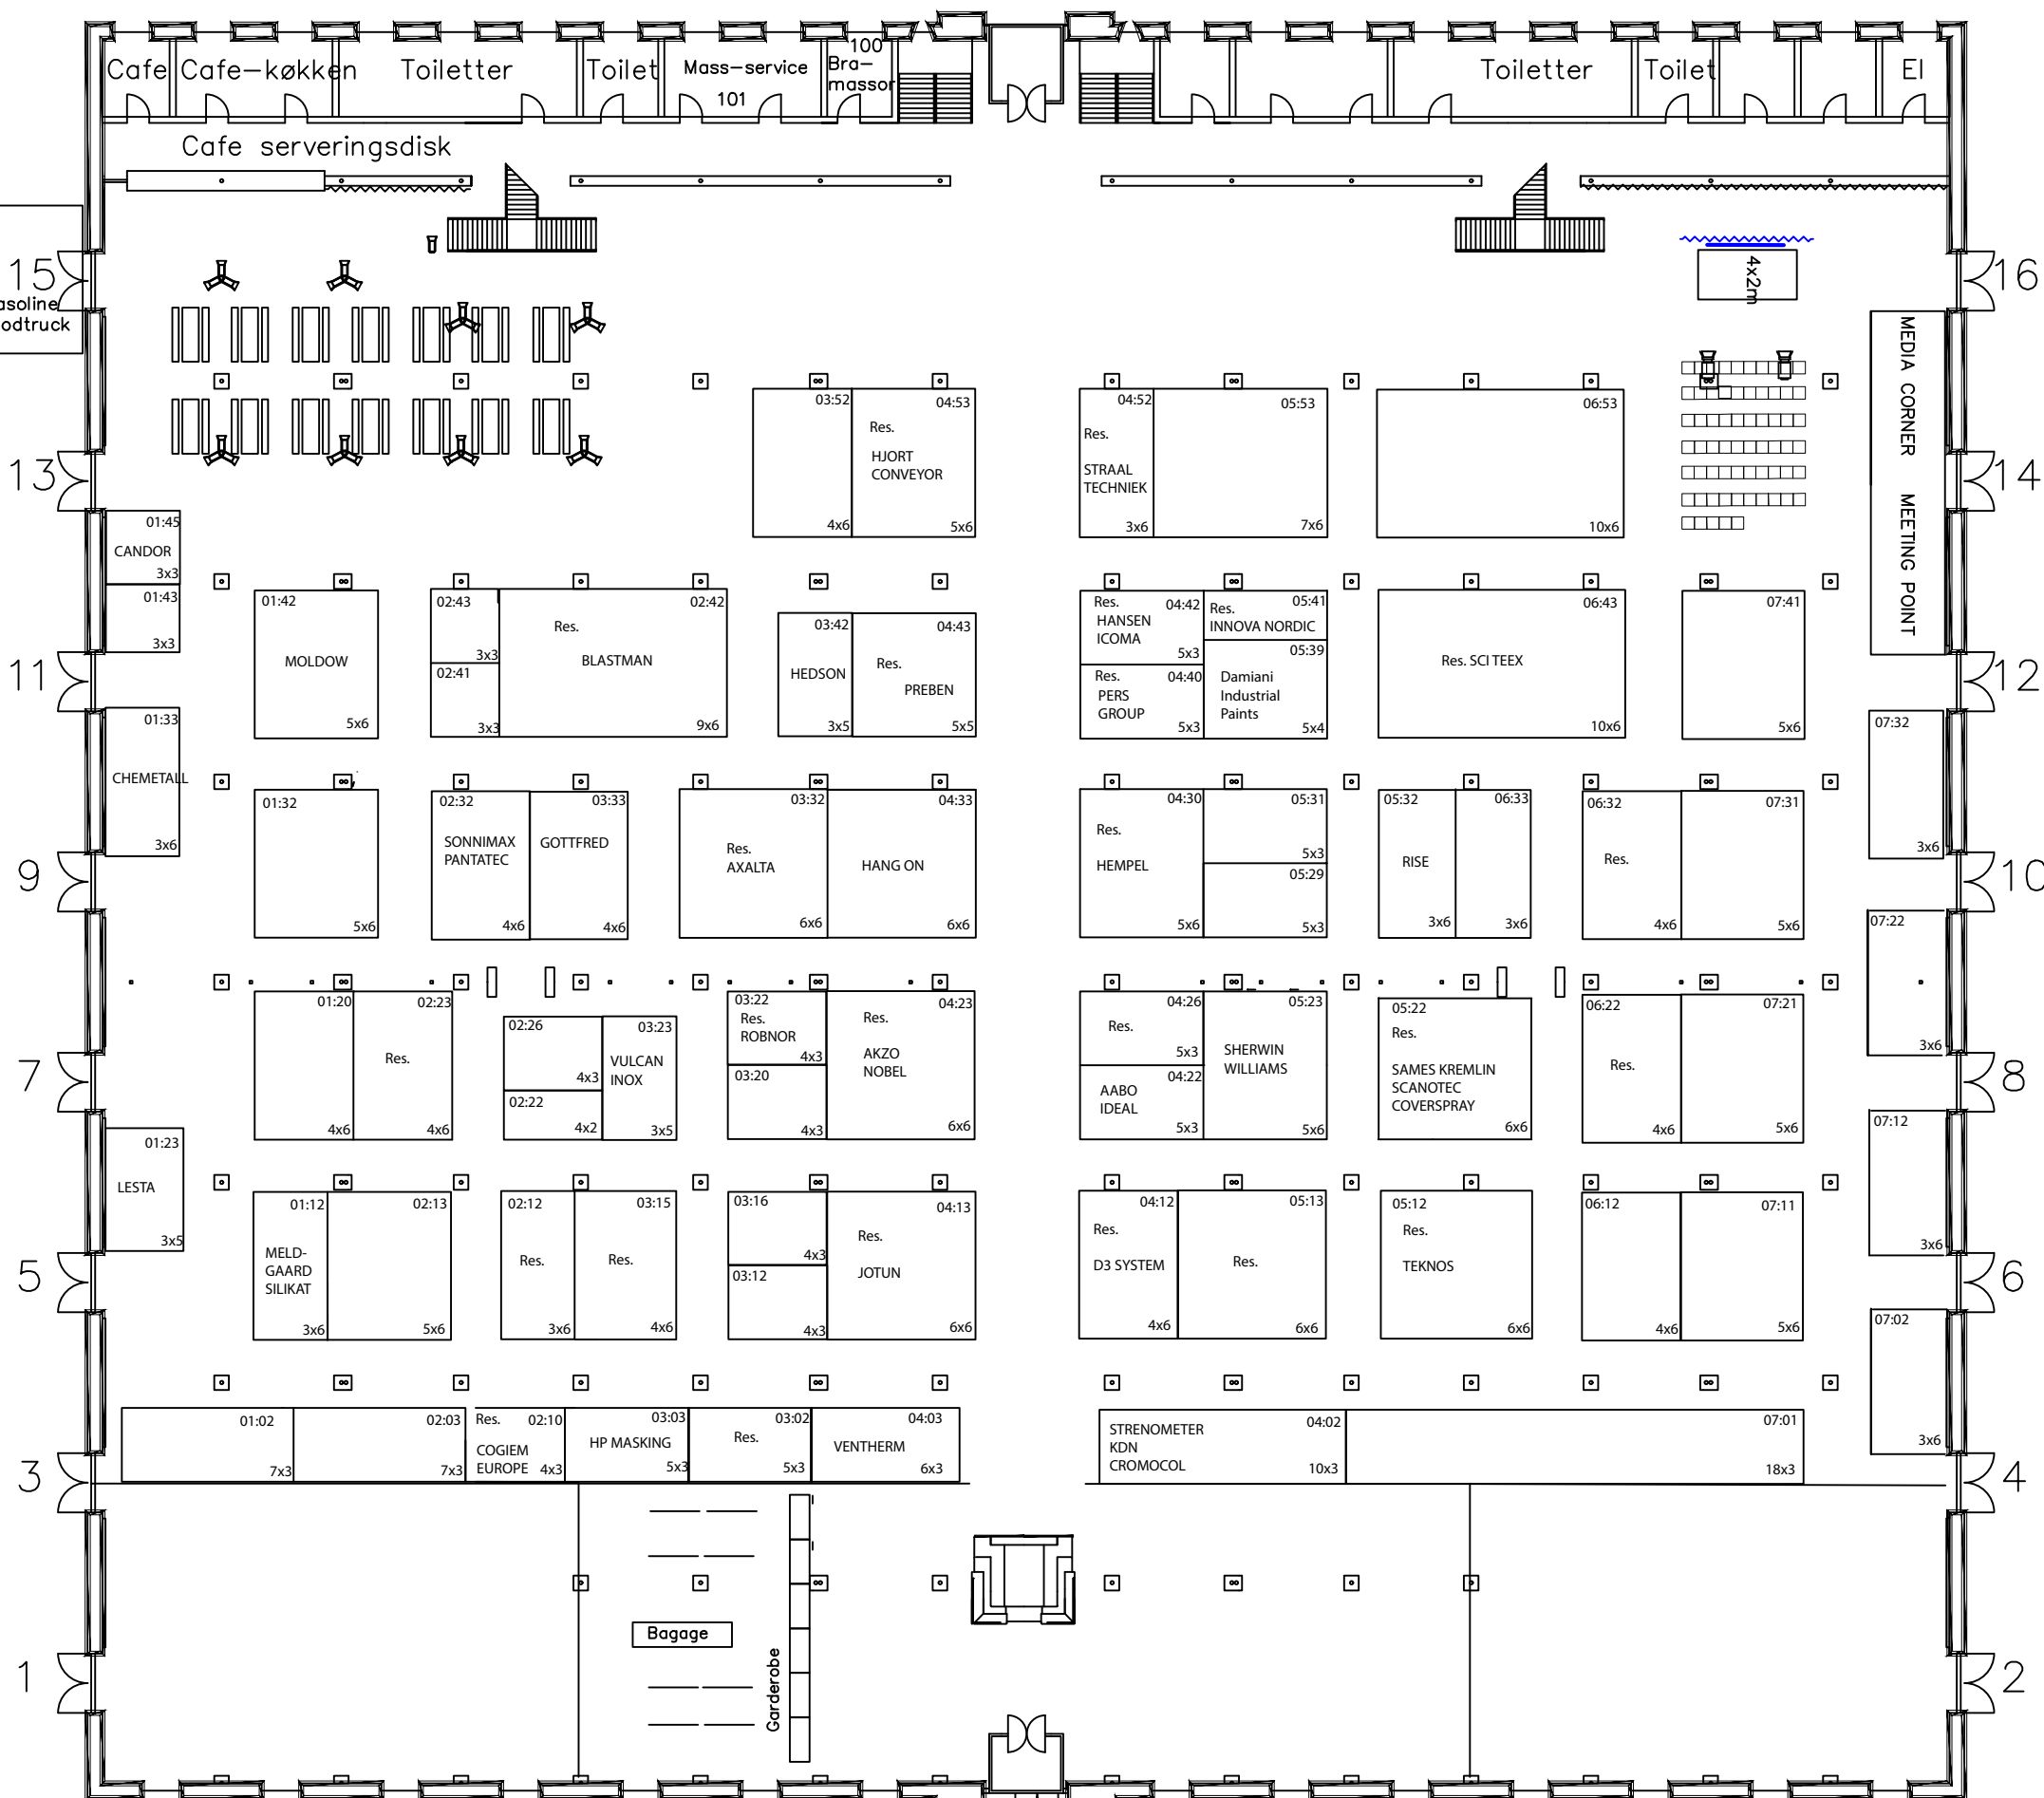 Cafe
Cafe-køkken
Toiletter
Toilet
Mass-service
101
100
Bra-
massor
Toiletter
Toilet
El
Cafe serveringsdisk
15
16
4x2m
MEDIA CORNER
MEETING POINT
03:52
4x6
04:53
Res.
HJORT
CONVEYOR
5x6
04:52
Res.
STRAAL
TECHNIEK
3x6
05:53
7x6
06:53
10x6
13
14
01:45
CANDOR
3x3
01:43
3x3
01:42
MOLDOW
5x6
02:43
3x3
02:41
3x3
02:42
Res.
BLASTMAN
9x6
03:42
HEDSON
3x5
04:43
Res.
PREBEN
5x5
Res.
04:42
HANSEN
ICOMA
5x3
Res.
04:40
PERS
GROUP
5x3
05:41
Res.
INNOVA NORDIC
05:39
Damiani
Industrial
Paints
5x4
06:43
Res. SCI TEEX
10x6
07:41
5x6
11
12
01:33
CHEMETALL
3x6
01:32
5x6
02:32
SONNIMAX
PANTATEC
4x6
03:33
GOTTFRED
4x6
03:32
Res.
AXALTA
6x6
04:33
HANG ON
6x6
04:30
Res.
HEMPEL
5x6
05:31
5x3
05:29
5x3
05:32
RISE
3x6
06:33
3x6
06:32
Res.
4x6
07:31
5x6
07:32
3x6
9
10
01:20
4x6
02:23
Res.
4x6
02:26
4x3
02:22
4x2
03:23
VULCAN
INOX
3x5
03:22
Res.
ROBNOR
4x3
03:20
4x3
04:23
Res.
AKZO
NOBEL
6x6
04:26
Res.
5x3
04:22
AABO
IDEAL
5x3
05:23
SHERWIN
WILLIAMS
5x6
05:22
Res.
SAMES KREMLIN
SCANOTEC
COVERSPRAY
6x6
06:22
Res.
4x6
07:21
5x6
07:22
3x6
7
8
01:23
LESTA
3x5
01:12
MELD-
GAARD
SILIKAT
3x6
02:13
5x6
02:12
Res.
3x6
03:15
Res.
4x6
03:16
4x3
03:12
4x3
04:13
Res.
JOTUN
6x6
04:12
Res.
D3 SYSTEM
4x6
05:13
Res.
6x6
05:12
Res.
TEKNOS
6x6
06:12
4x6
07:11
5x6
07:12
3x6
5
6
01:02
7x3
02:03
7x3
Res.
02:10
COGIEM
EUROPE
4x3
03:03
HP MASKING
5x3
03:02
Res.
5x3
04:03
VENTHERM
6x3
STRENOMETER
04:02
KDN
CROMOCOL
10x3
07:01
18x3
07:02
3x6
3
4
Bagage
Garderobe
1
2